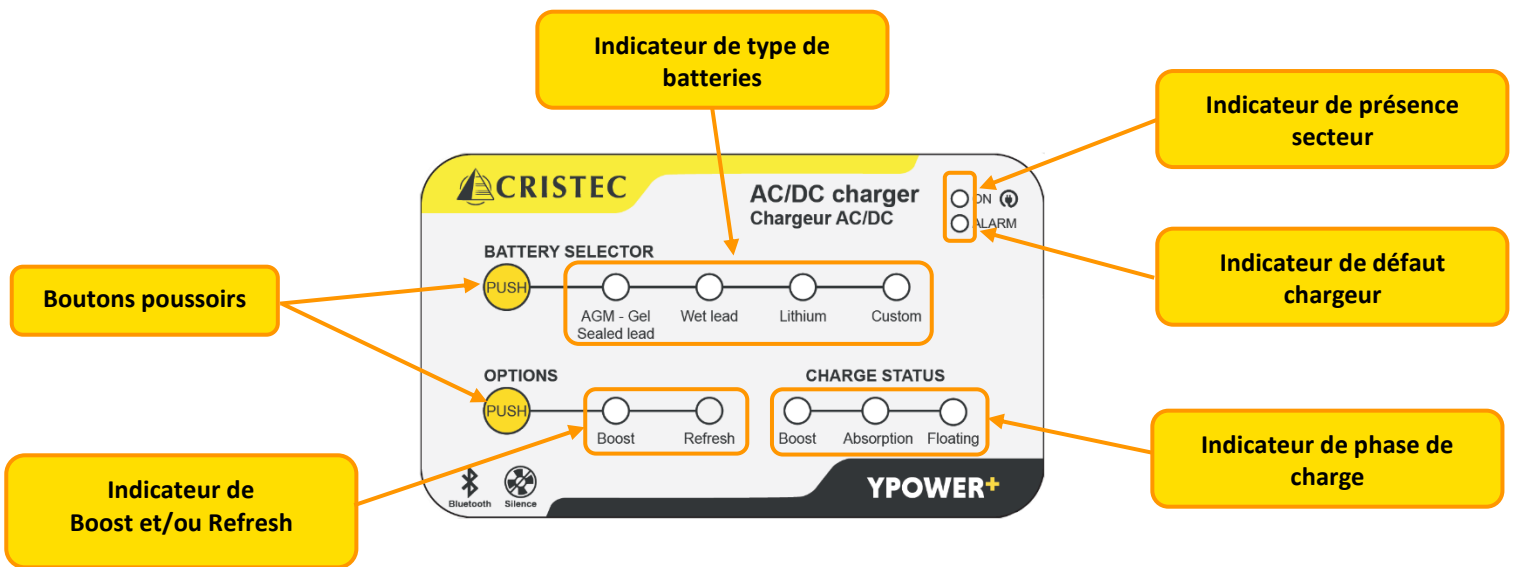 Indicateur de type de
batteries
Indicateur de présence
secteur
CRISTEC
AC/DC charger
Chargeur AC/DC
ON
ALARM
Indicateur de défaut
chargeur
Boutons poussoirs
BATTERY SELECTOR
PUSH
AGM - Gel
Sealed lead
Wet lead
Lithium
Custom
OPTIONS
PUSH
Boost
Refresh
CHARGE STATUS
Boost
Absorption
Floating
Indicateur de phase de
charge
Indicateur de
Boost et/ou Refresh
Bluetooth
Silence
YPOWER+